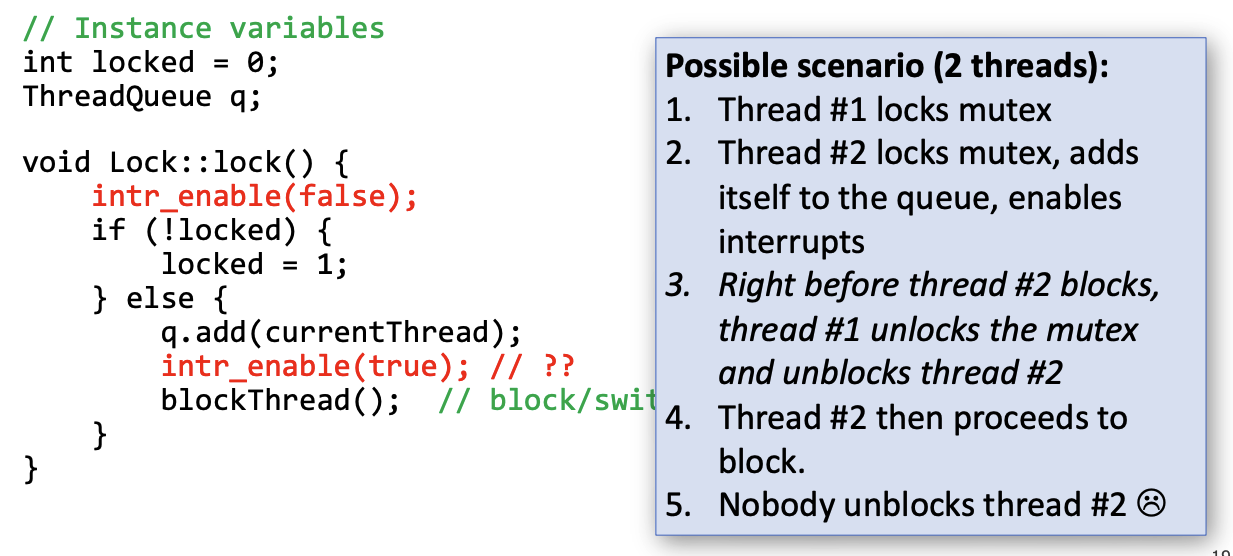 // Instance variables
int locked = 0;
ThreadQueue q;
void Lock::lock() {
    intr_enable(false);
    if (!locked) {
        locked = 1;
    } else {
        q.add(currentThread);
        intr_enable(true); // ??
        blockThread();  // block/swit
    }
}
Possible scenario (2 threads):
1. Thread #1 locks mutex
2. Thread #2 locks mutex, adds
itself to the queue, enables
interrupts
3. Right before thread #2 blocks,
thread #1 unlocks the mutex
and unblocks thread #2
4. Thread #2 then proceeds to
block.
5. Nobody unblocks thread #2 ☹